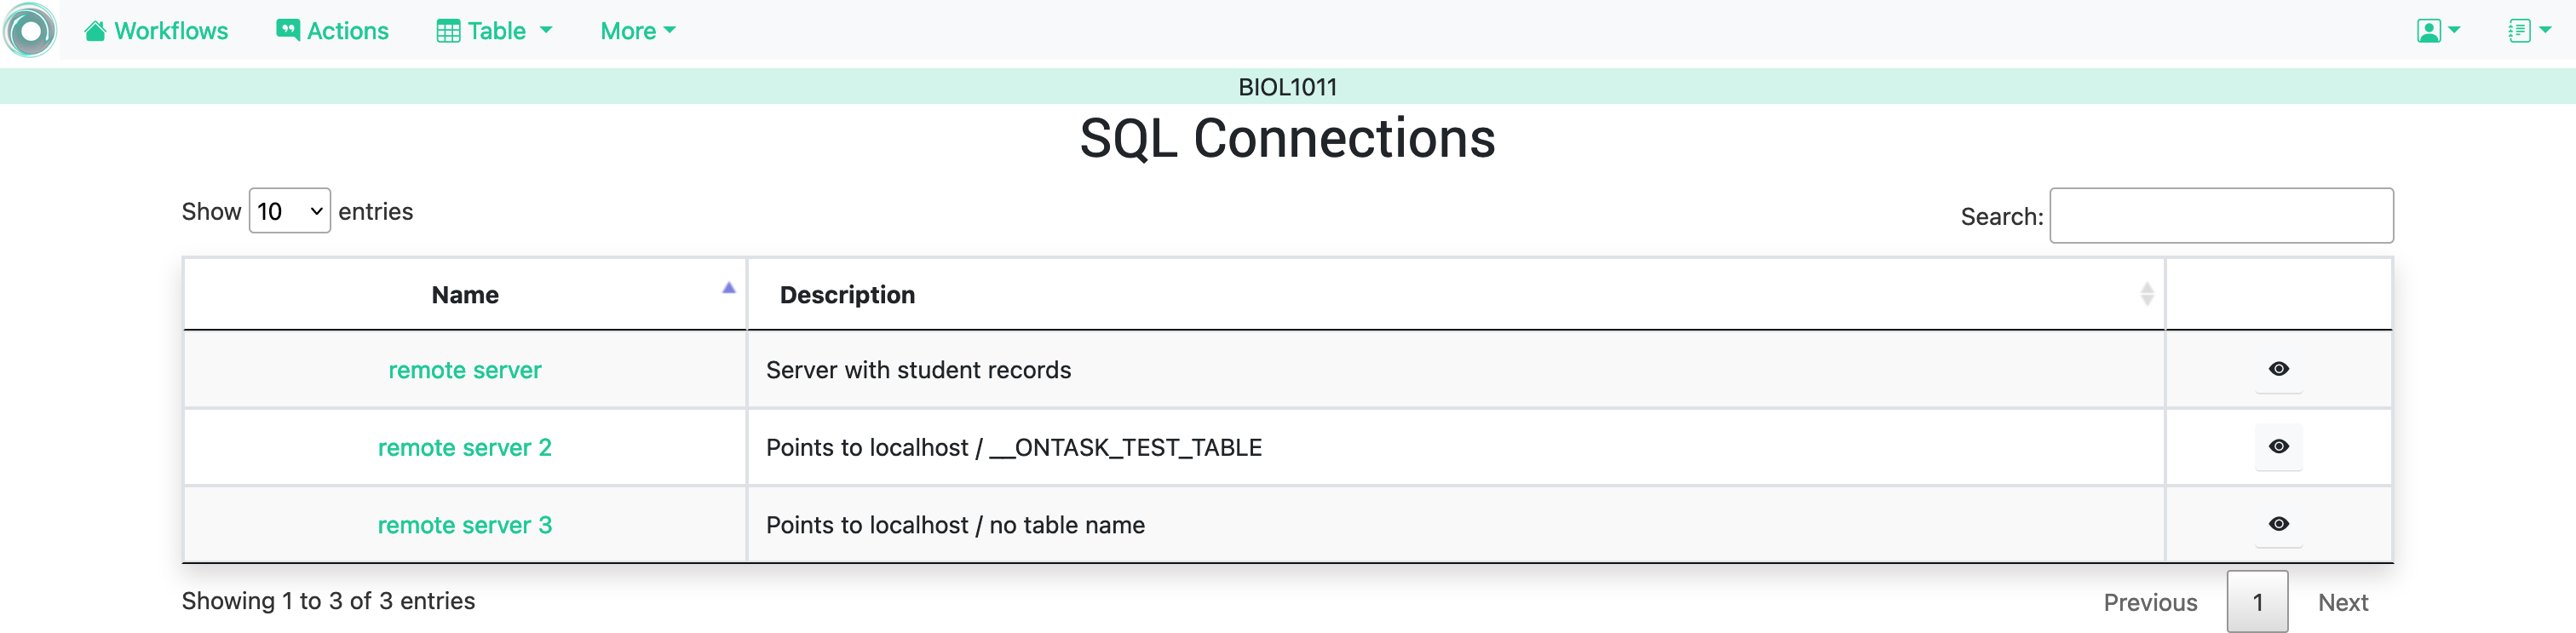 Workflows Actions Table More
BIOL1011
SQL Connections
Show 10 entries Search:
Name Description
remote server Server with student records
remote server 2 Points to localhost / __ONTASK_TEST_TABLE
remote server 3 Points to localhost / no table name
Showing 1 to 3 of 3 entries Previous 1 Next